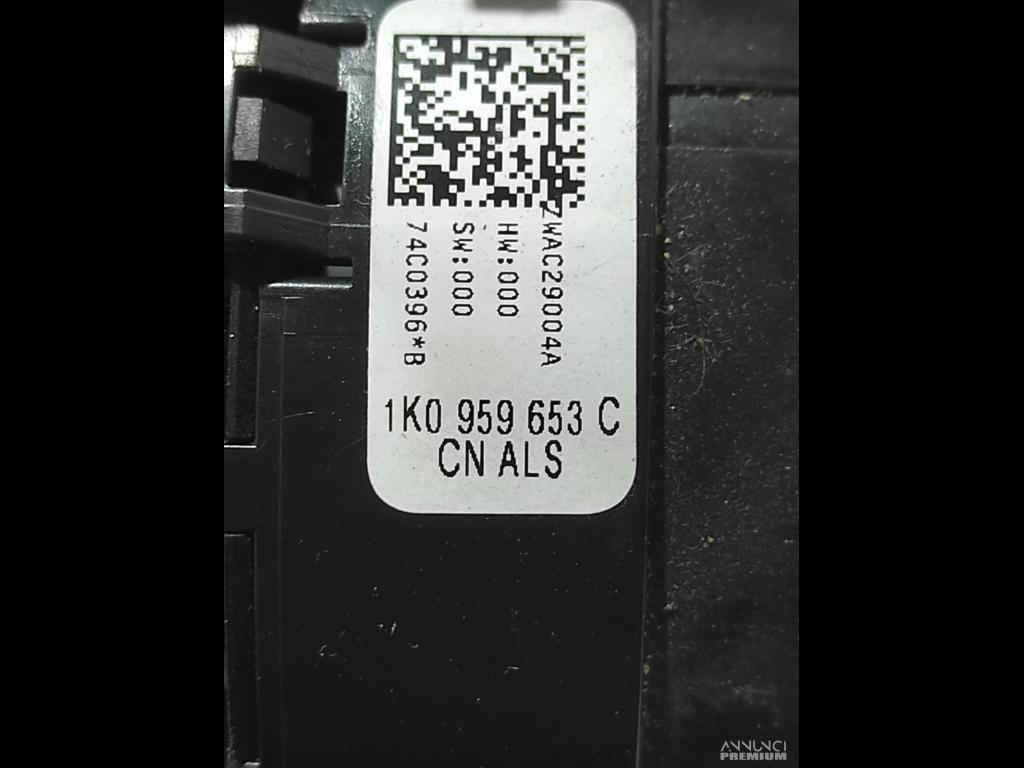 ZWAC29004A
HW:000
SW:000
74C0396*B
1K0 959 653 C
CN ALS
ANNUNCI
PREMIUM